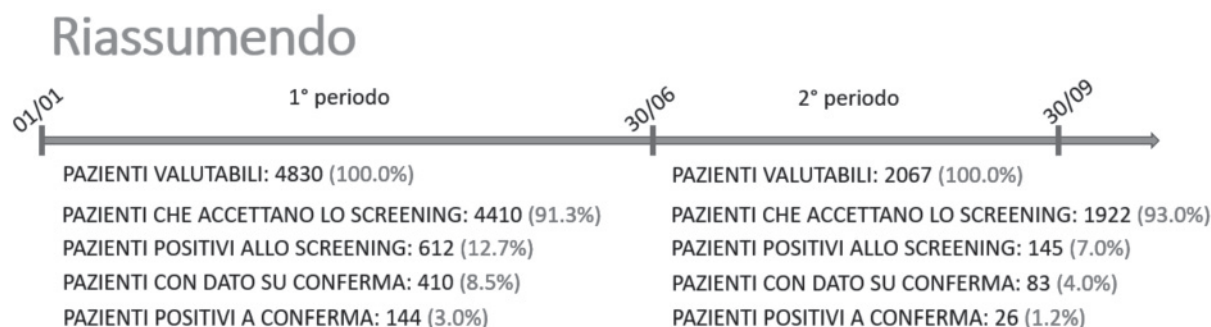 Riassumendo
01/01
1° periodo
30/06
2° periodo
30/09
PAZIENTI VALUTABILI: 4830 (100.0%)
PAZIENTI CHE ACCETTANO LO SCREENING: 4410 (91.3%)
PAZIENTI POSITIVI ALLO SCREENING: 612 (12.7%)
PAZIENTI CON DATO SU CONFERMA: 410 (8.5%)
PAZIENTI POSITIVI A CONFERMA: 144 (3.0%)
PAZIENTI VALUTABILI: 2067 (100.0%)
PAZIENTI CHE ACCETTANO LO SCREENING: 1922 (93.0%)
PAZIENTI POSITIVI ALLO SCREENING: 145 (7.0%)
PAZIENTI CON DATO SU CONFERMA: 83 (4.0%)
PAZIENTI POSITIVI A CONFERMA: 26 (1.2%)